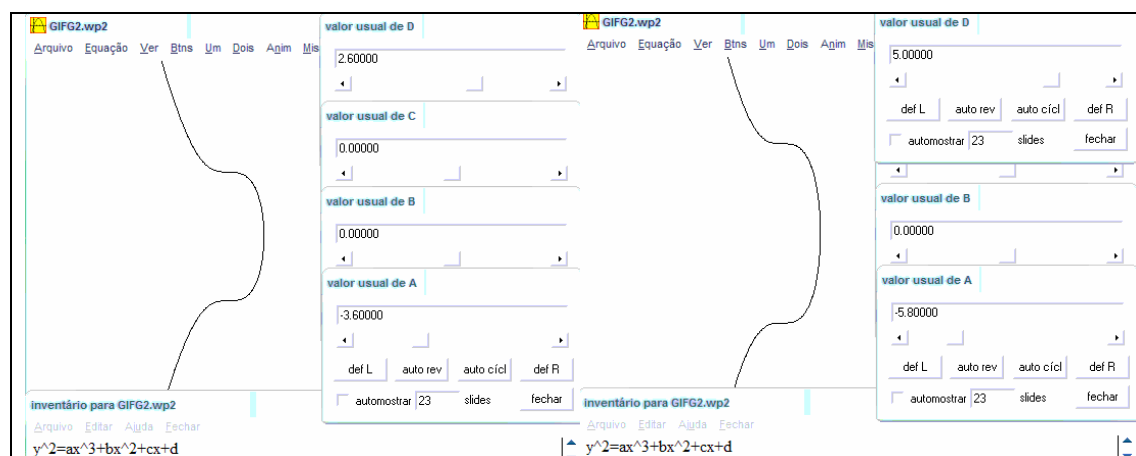 GIFG2.wp2
Arquivo Equação Ver Btns Um Dois Anim Mis
valor usual de D
2.60000
valor usual de C
0.00000
valor usual de B
0.00000
valor usual de A
-3.60000
def L auto rev auto cícl def R
automostrar 23 slides fechar
inventário para GIFG2.wp2
Arquivo Editar Ajuda Fechar
y^2=ax^3+bx^2+cx+d
GIFG2.wp2
Arquivo Equação Ver Btns Um Dois Anim Mis
valor usual de D
5.00000
def L auto rev auto cícl def R
automostrar 23 slides fechar
valor usual de B
0.00000
valor usual de A
-5.80000
def L auto rev auto cícl def R
automostrar 23 slides fechar
inventário para GIFG2.wp2
Arquivo Editar Ajuda Fechar
y^2=ax^3+bx^2+cx+d